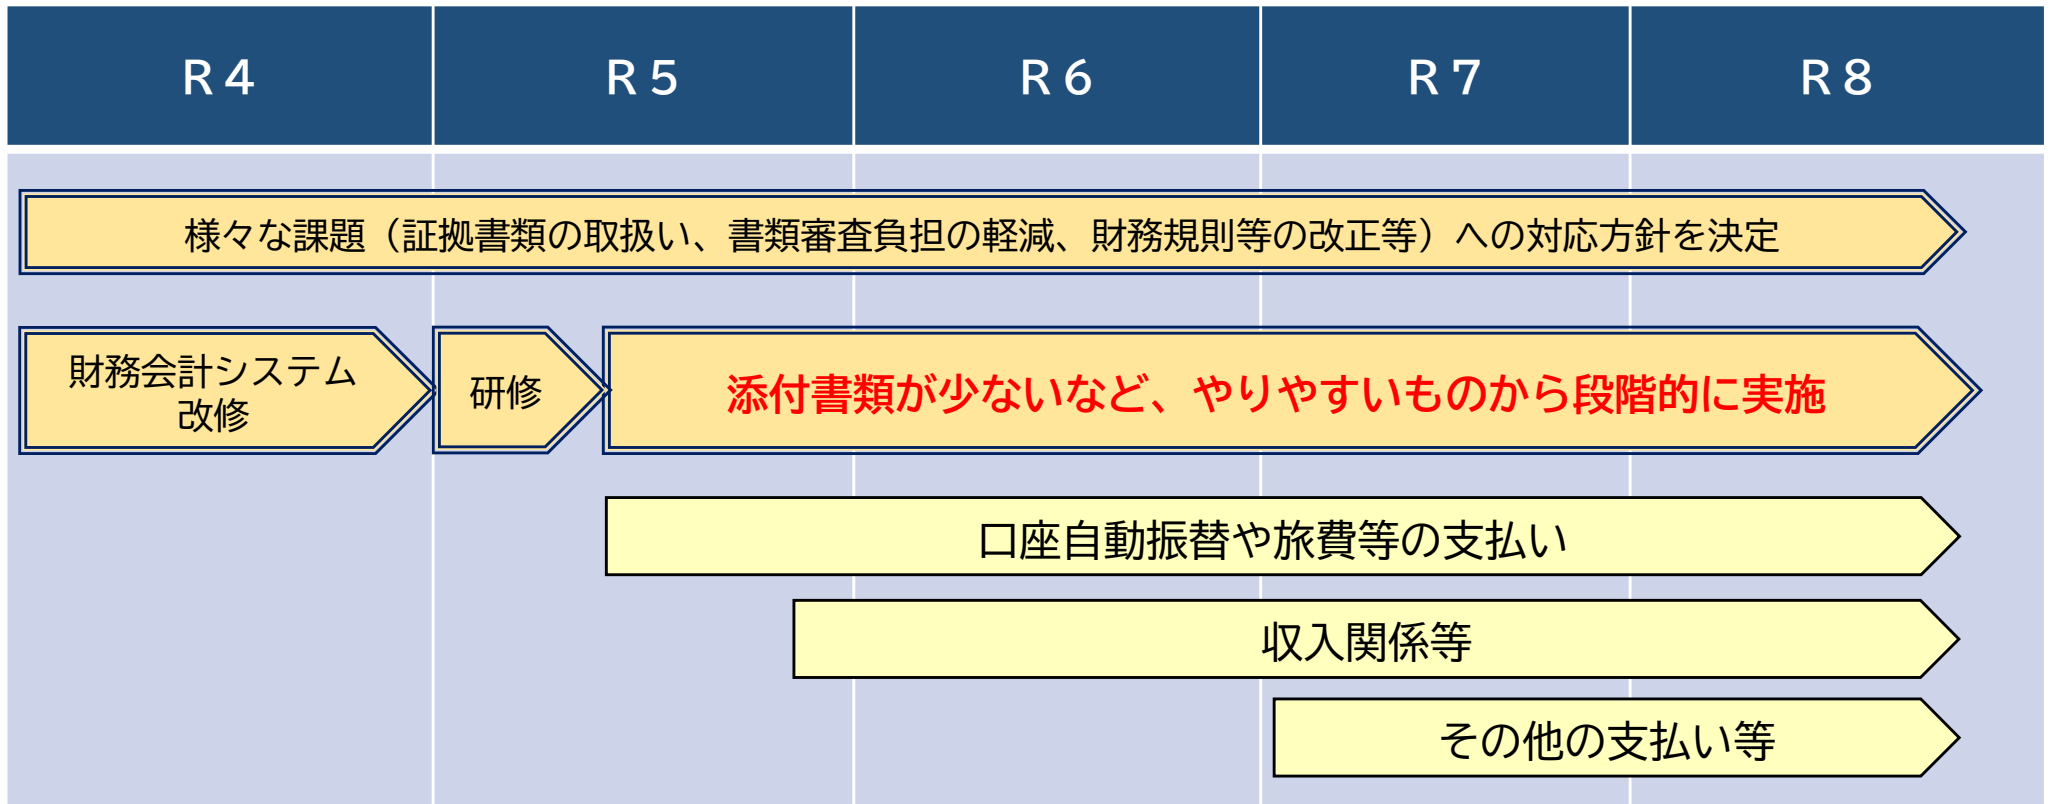 R4 R5 R6 R7 R8
様々な課題（証拠書類の取扱い、書類審査負担の軽減、財務規則等の改正等）への対応方針を決定
財務会計システム
改修
研修
添付書類が少ないなど、やりやすいものから段階的に実施
口座自動振替や旅費等の支払い
収入関係等
その他の支払い等